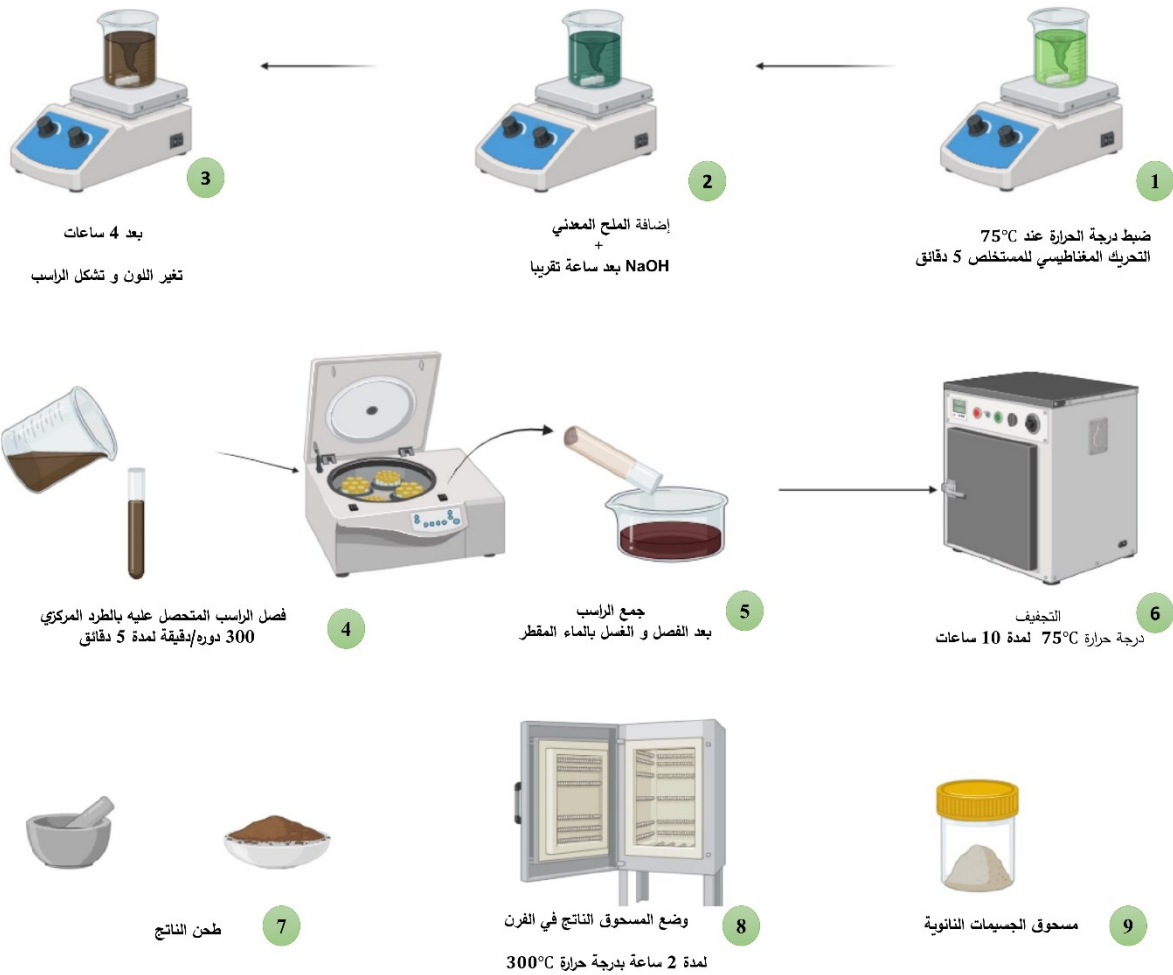 1
ضبط درجة الحرارة عند 75°C
التحريك المغناطيسي للمستخلص 5 دقائق
2
إضافة الملح المعدني
+
NaOH بعد ساعة تقريبا
3
بعد 4 ساعات
تغير اللون و تشكل الراسب
4
فصل الراسب المتحصل عليه بالطرد المركزي
300 دوره/دقيقة لمدة 5 دقائق
5
جمع الراسب
بعد الفصل و الغسل بالماء المقطر
6
التجفيف
درجة حرارة 75°C لمدة 10 ساعات
7
طحن الناتج
8
وضع المسحوق الناتج في الفرن
لمدة 2 ساعة بدرجة حرارة 300°C
9
مسحوق الجسيمات النانوية